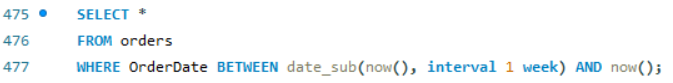 475 SELECT *
476 FROM orders
477 WHERE OrderDate BETWEEN date_sub(now(), interval 1 week) AND now();